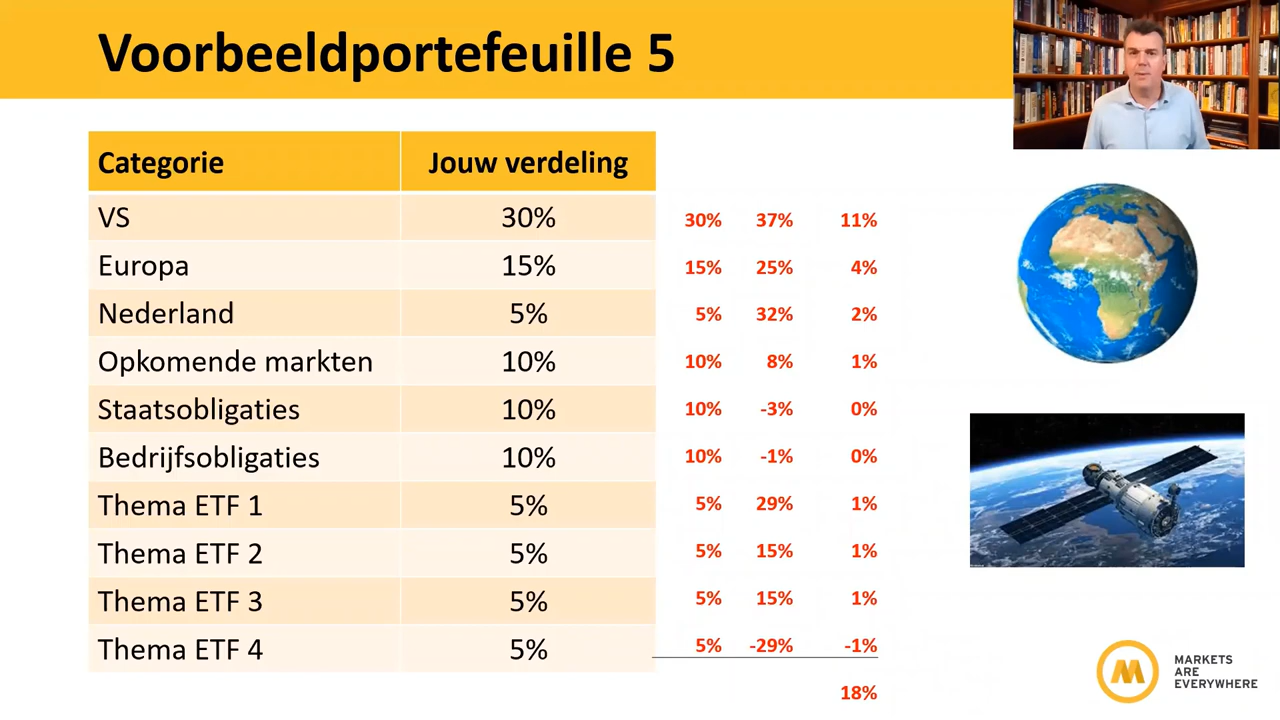 Voorbeeldportefeuille 5
Categorie Jouw verdeling
VS 30% 30% 37% 11%
Europa 15% 15% 25% 4%
Nederland 5% 5% 32% 2%
Opkomende markten 10% 10% 8% 1%
Staatsobligaties 10% 10% -3% 0%
Bedrijfsobligaties 10% 10% -1% 0%
Thema ETF 1 5% 5% 29% 1%
Thema ETF 2 5% 5% 15% 1%
Thema ETF 3 5% 5% 15% 1%
Thema ETF 4 5% 5% -29% -1%
18%
MARKETS
ARE
EVERYWHERE